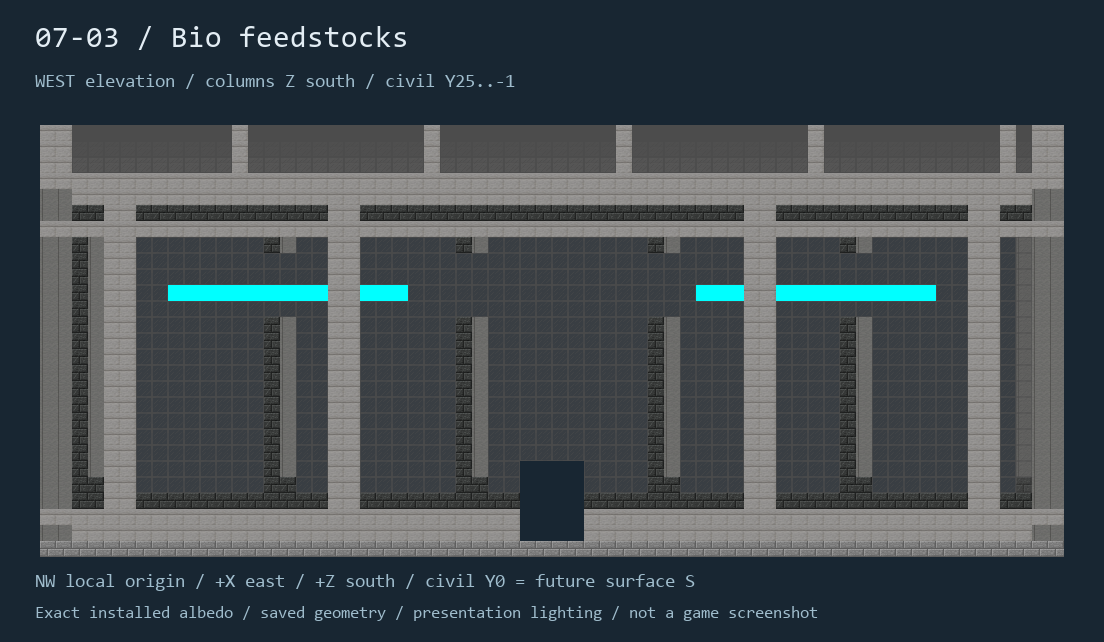 07-03 / Bio feedstocks
WEST elevation / columns Z south / civil Y25..-1
NW local origin / +X east / +Z south / civil Y0 = future surface S
Exact installed albedo / saved geometry / presentation lighting / not a game screenshot